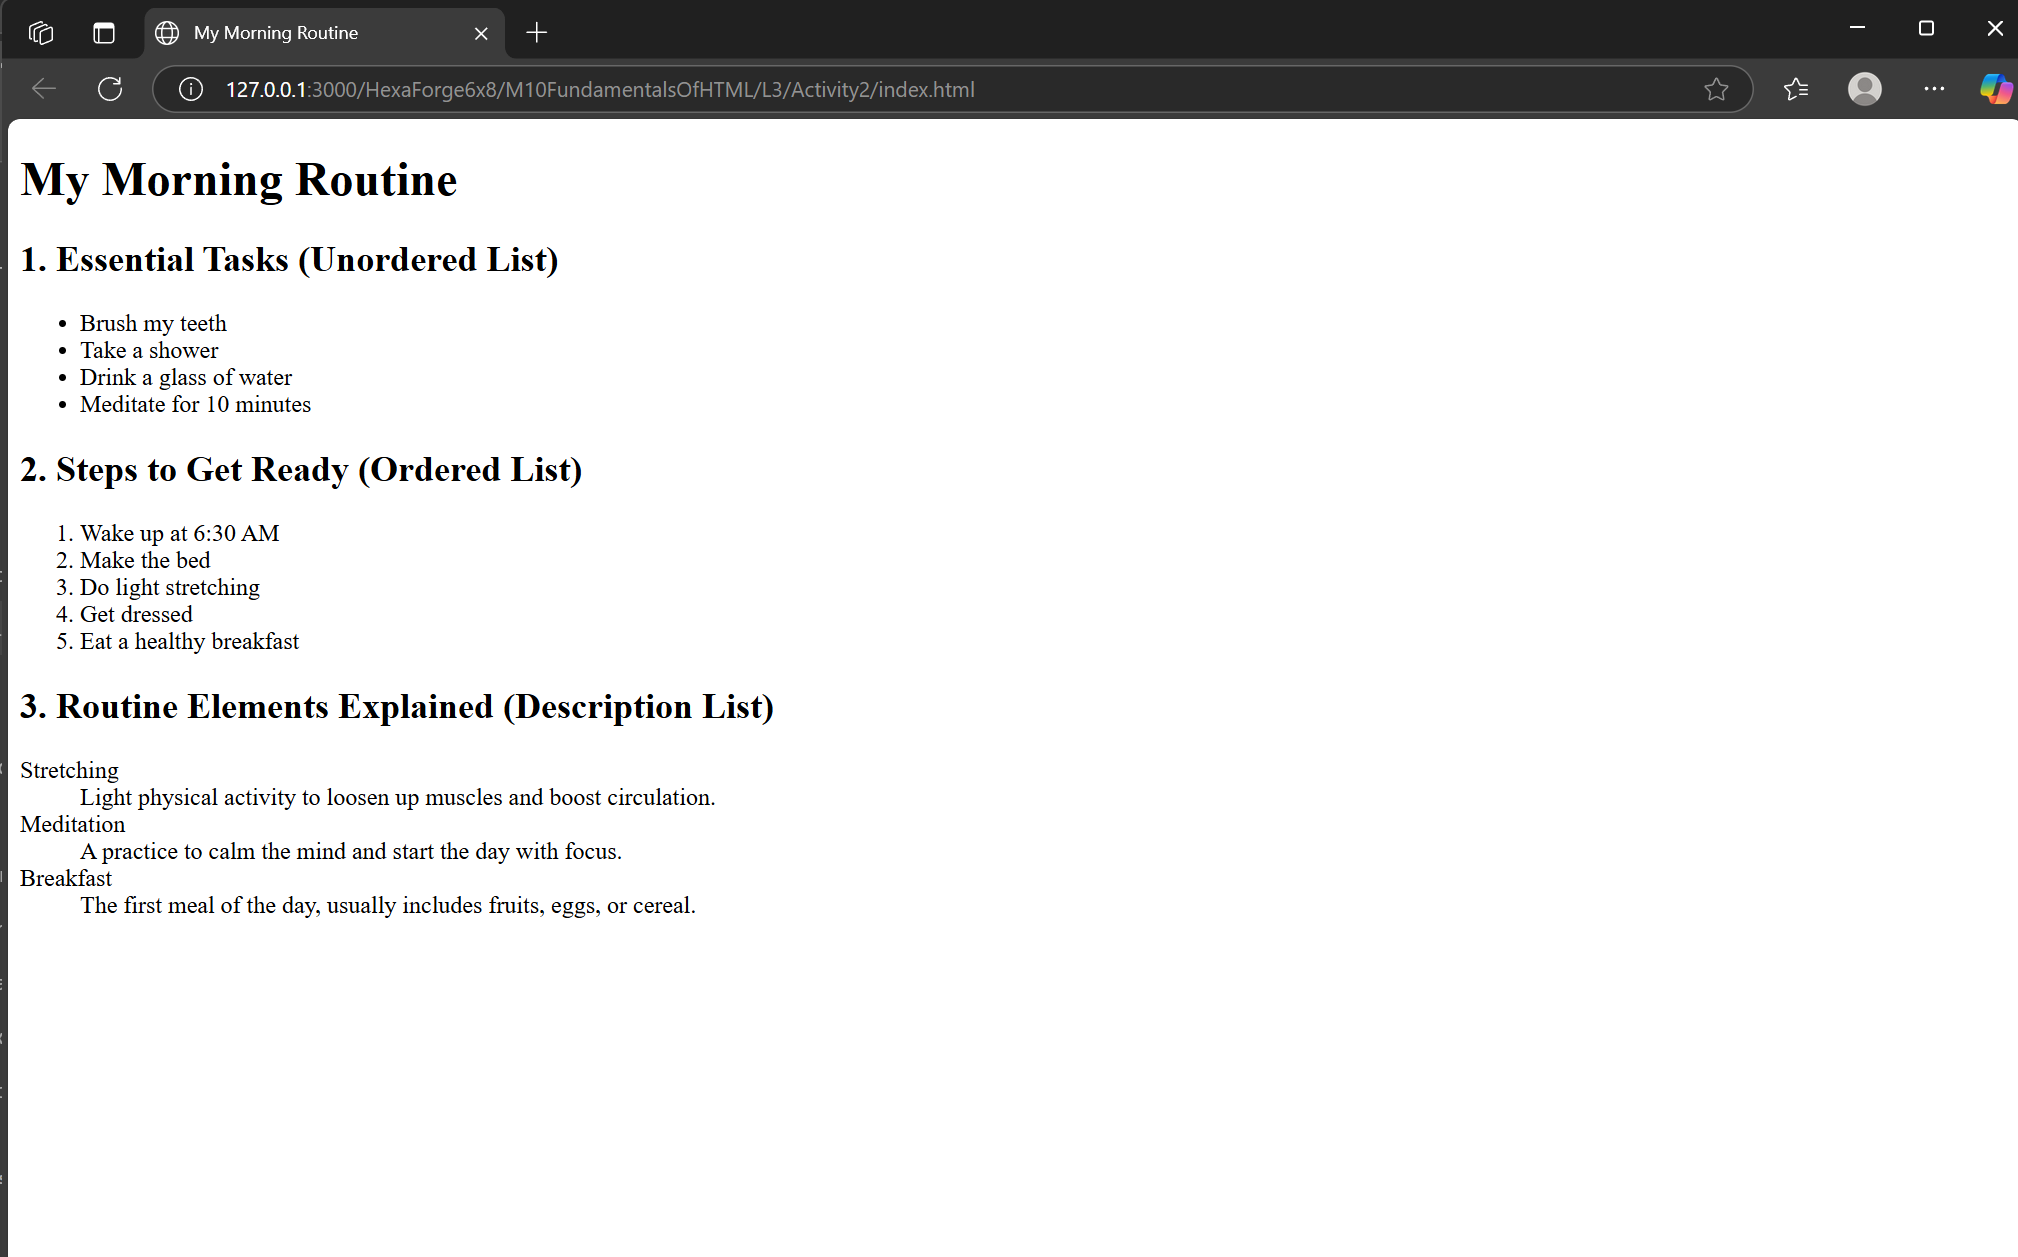 My Morning Routine
127.0.0.1:3000/HexaForge6x8/M10FundamentalsOfHTML/L3/Activity2/index.html
My Morning Routine
1. Essential Tasks (Unordered List)
• Brush my teeth
• Take a shower
• Drink a glass of water
• Meditate for 10 minutes
2. Steps to Get Ready (Ordered List)
1. Wake up at 6:30 AM
2. Make the bed
3. Do light stretching
4. Get dressed
5. Eat a healthy breakfast
3. Routine Elements Explained (Description List)
Stretching
Light physical activity to loosen up muscles and boost circulation.
Meditation
A practice to calm the mind and start the day with focus.
Breakfast
The first meal of the day, usually includes fruits, eggs, or cereal.